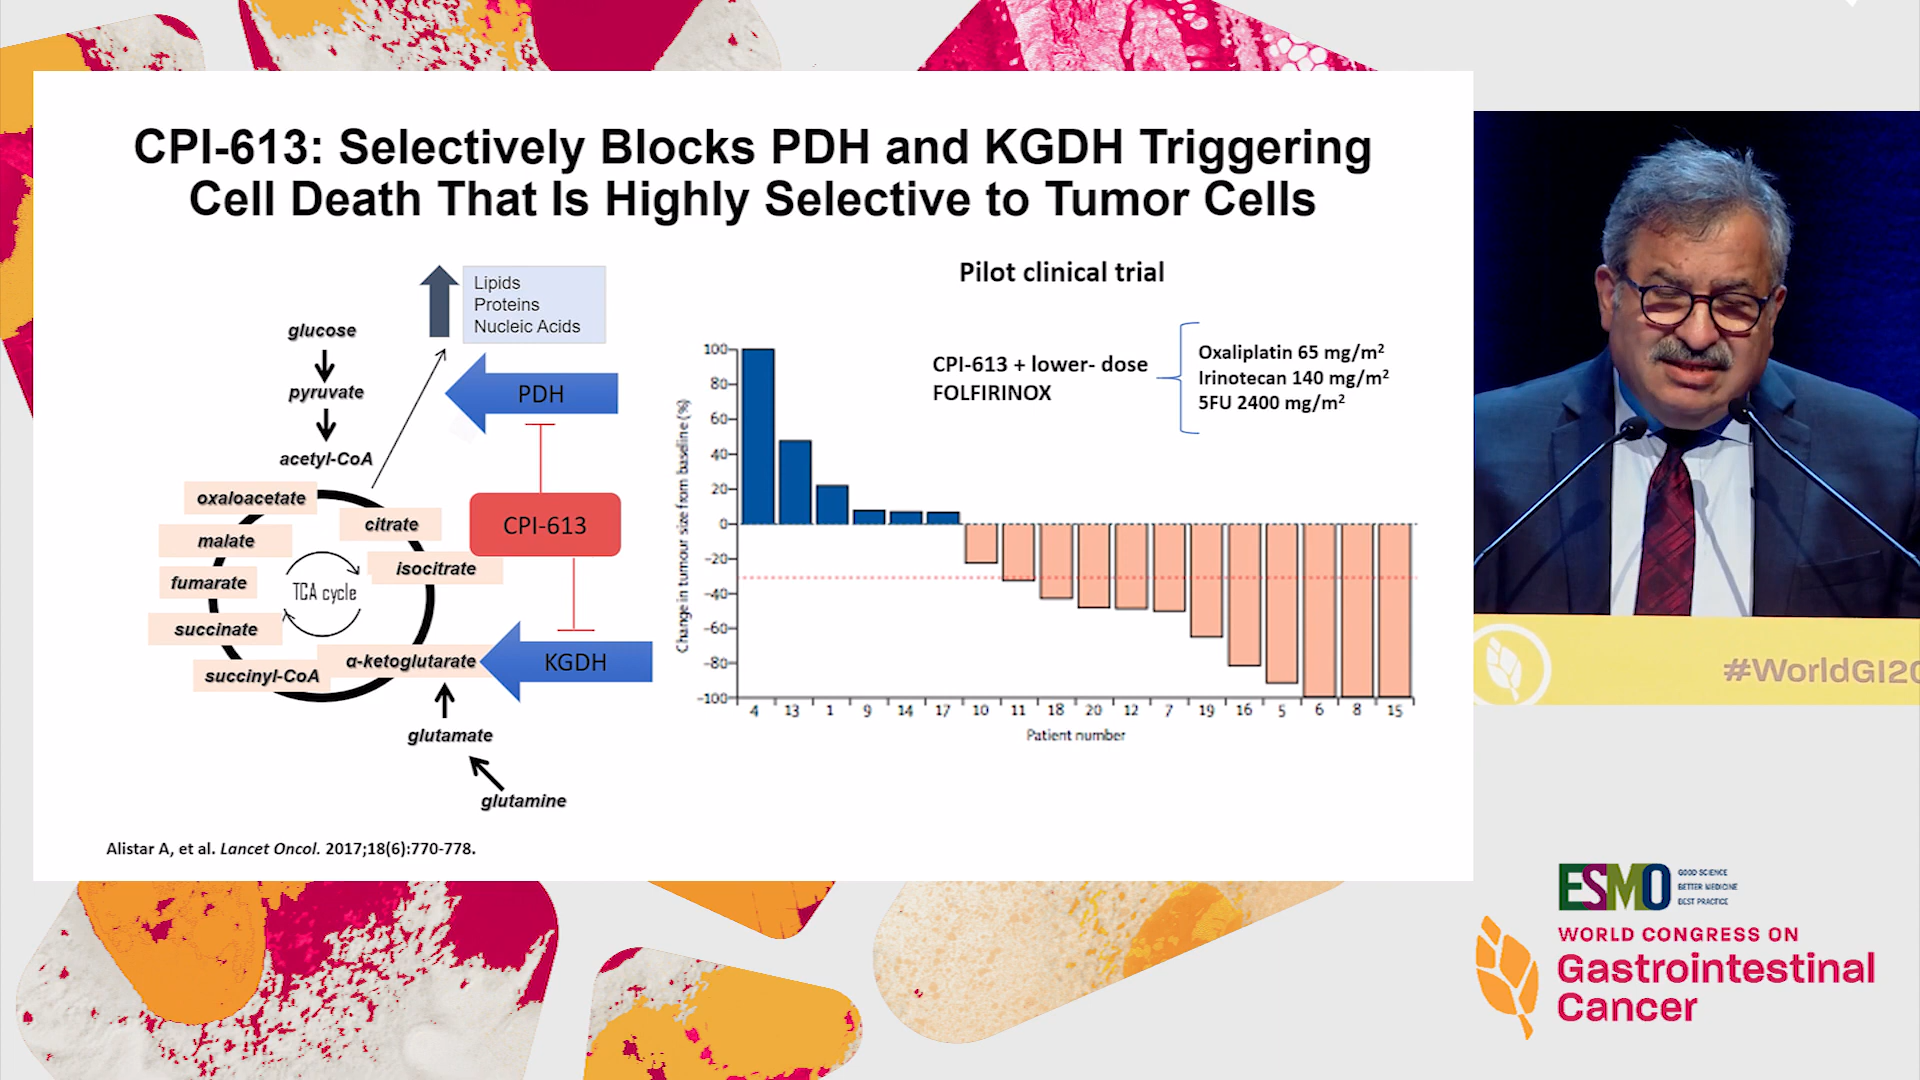 CPI-613: Selectively Blocks PDH and KGDH Triggering
Cell Death That Is Highly Selective to Tumor Cells
Lipids
Proteins
Nucleic Acids
glucose
pyruvate
acetyl-CoA
PDH
oxaloacetate
citrate
malate
isocitrate
fumarate
TCA cycle
succinate
α-ketoglutarate
succinyl-CoA
CPI-613
KGDH
glutamate
glutamine
Pilot clinical trial
CPI-613 + lower- dose
FOLFIRINOX
Oxaliplatin 65 mg/m²
Irinotecan 140 mg/m²
5FU 2400 mg/m²
Change in tumour size from baseline (%)
100
80
60
40
20
0
-20
-40
-60
-80
-100
4 13 1 9 14 17 10 11 18 20 12 7 19 16 5 6 8 15
Patient number
Alistar A, et al. Lancet Oncol. 2017;18(6):770-778.
#WorldGI20
ESMO
GOOD SCIENCE
BETTER MEDICINE
BEST PRACTICE
WORLD CONGRESS ON
Gastrointestinal
Cancer